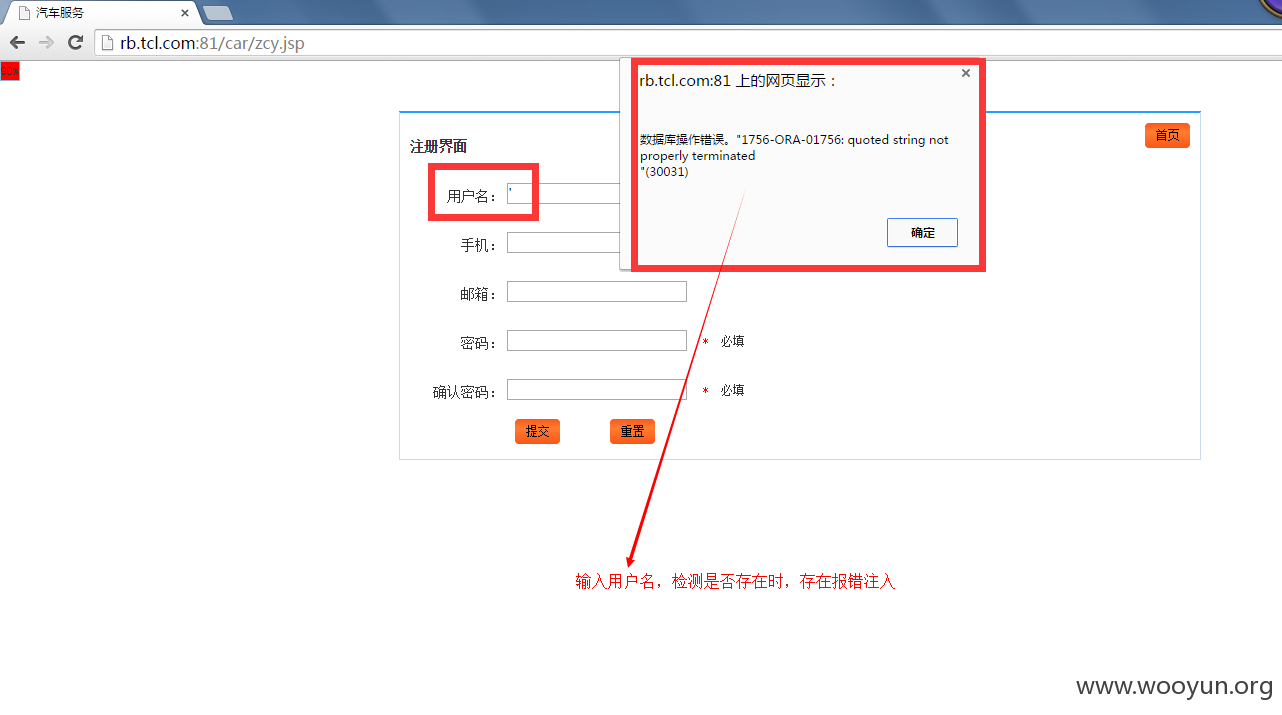 汽车服务
rb.tcl.com:81/car/zcy.jsp
rb.tcl.com:81 上的网页显示：
数据库操作错误。"1756-ORA-01756: quoted string not
properly terminated
"(30031)
确定
首页
注册界面
用户名： '
手机：
邮箱：
密码： * 必填
确认密码： * 必填
提交 重置
输入用户名，检测是否存在时，存在报错注入
www.wooyun.org